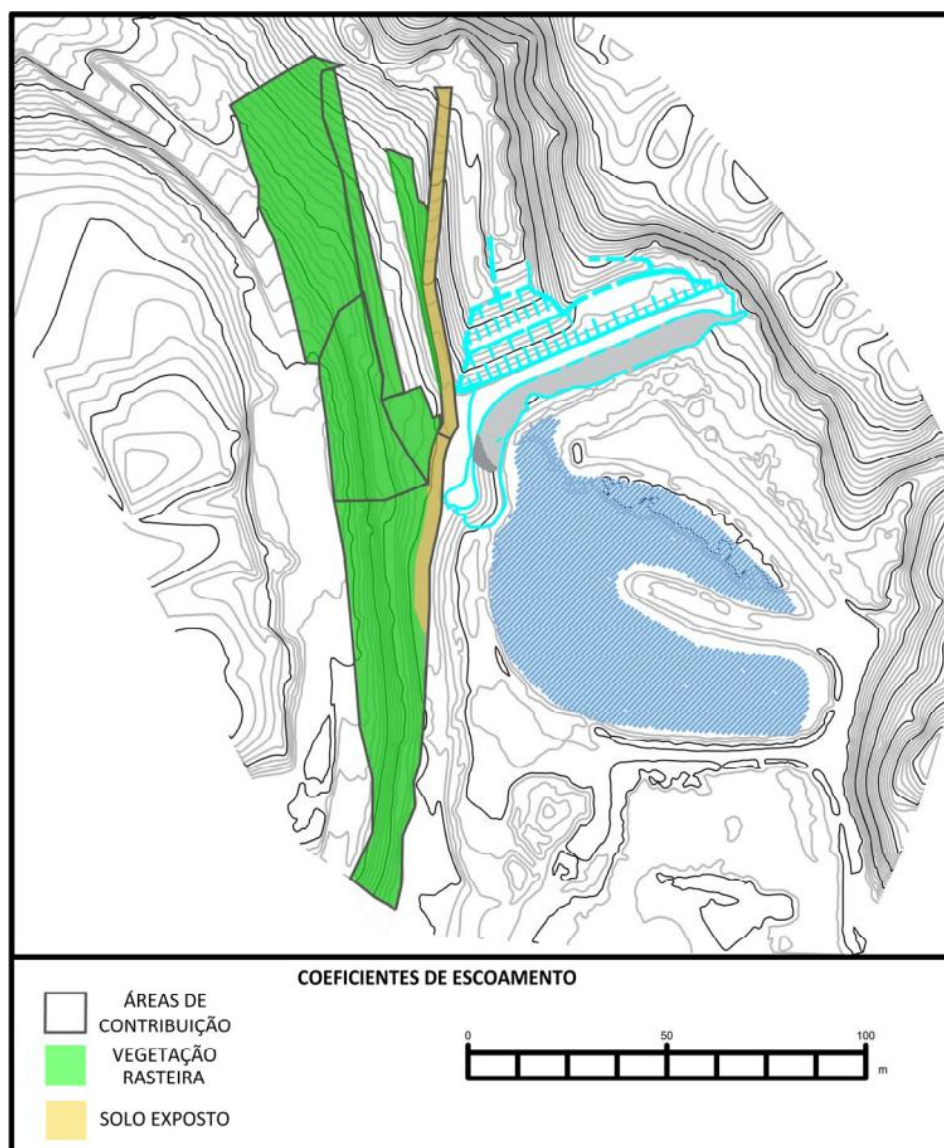 COEFICIENTES DE ESCOAMENTO
ÁREAS DE
CONTRIBUIÇÃO
VEGETAÇÃO
RASTEIRA
SOLO EXPOSTO
0 50 100
m